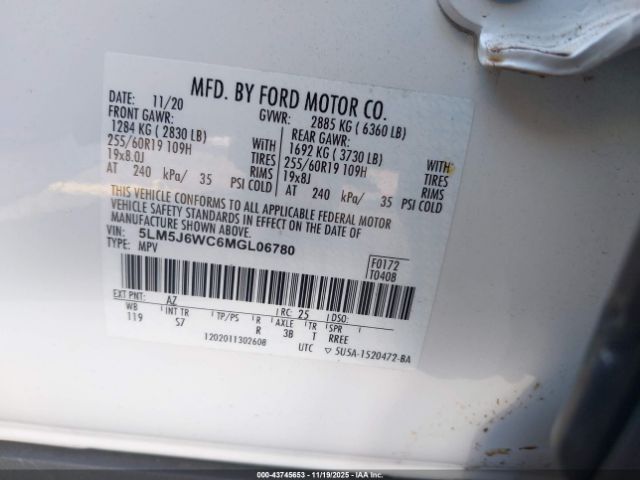 MFD. BY FORD MOTOR CO.
DATE: 11/20 GVWR: 2885 KG ( 6360 LB)
FRONT GAWR: REAR GAWR:
1284 KG ( 2830 LB) WITH 1692 KG ( 3730 LB) WITH
255/60R19 109H TIRES 255/60R19 109H TIRES
19x8.0J RIMS 19x8J RIMS
AT 240 kPa/ 35 PSI COLD AT 240 kPa/ 35 PSI COLD
THIS VEHICLE CONFORMS TO ALL APPLICABLE FEDERAL MOTOR
VEHICLE SAFETY STANDARDS IN EFFECT ON THE DATE OF
MANUFACTURE SHOWN ABOVE.
VIN: 5LM5J6WC6MGL06780
TYPE: MPV
F0172
T0408
EXT PNT: AZ RC: 25 DSO:
WB INT TR TP/PS R AXLE TR SPR
119 S7 R 3B T RREE
1202011302608 UTC ▽ 5U5A-1520472-BA
000-43745653 - 11/19/2025 - IAA Inc.